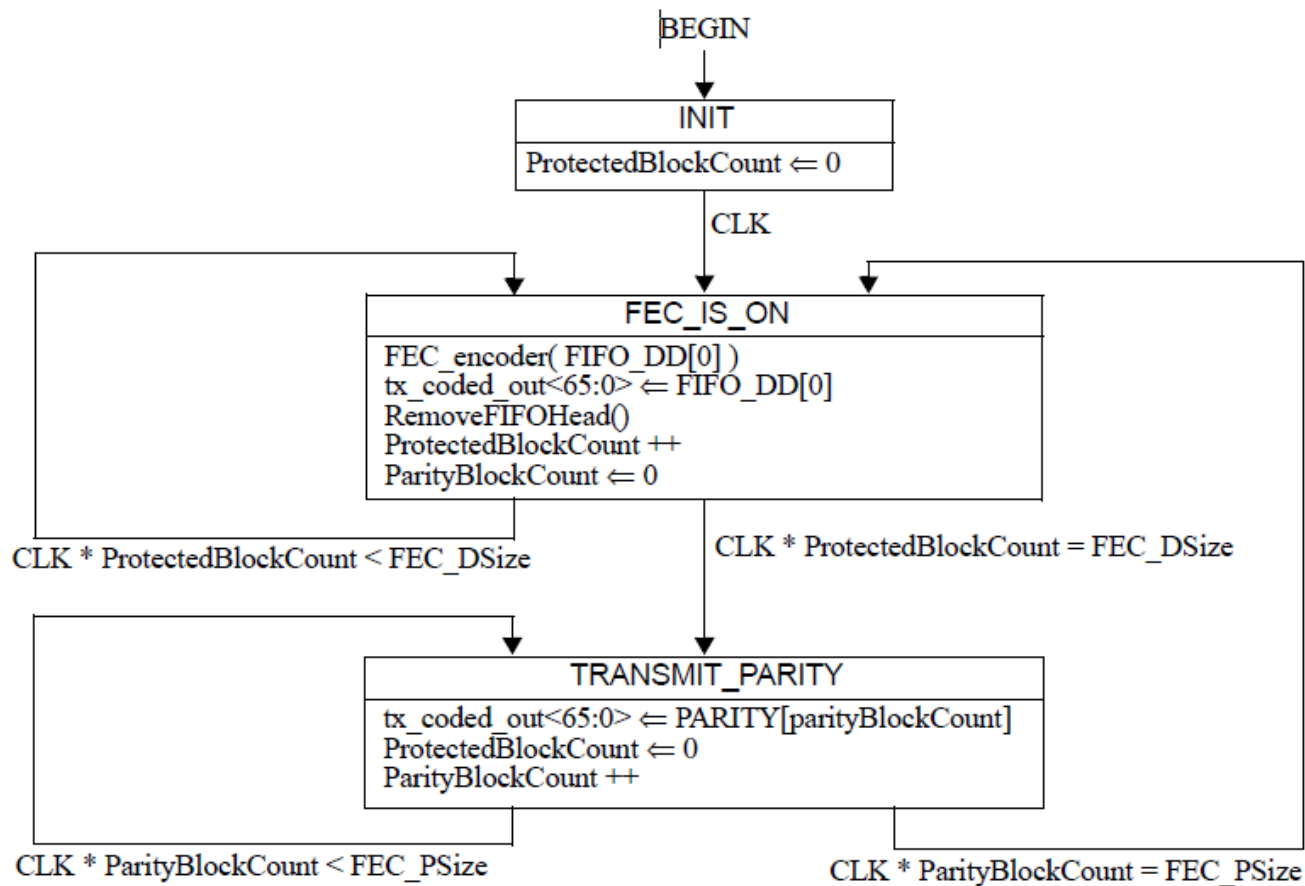 BEGIN
INIT
ProtectedBlockCount ⇐ 0
CLK
FEC_IS_ON
FEC_encoder( FIFO_DD[0] )
tx_coded_out<65:0> ⇐ FIFO_DD[0]
RemoveFIFOHead()
ProtectedBlockCount ++
ParityBlockCount ⇐ 0
CLK * ProtectedBlockCount < FEC_DSize
CLK * ProtectedBlockCount = FEC_DSize
TRANSMIT_PARITY
tx_coded_out<65:0> ⇐ PARITY[parityBlockCount]
ProtectedBlockCount ⇐ 0
ParityBlockCount ++
CLK * ParityBlockCount < FEC_PSize
CLK * ParityBlockCount = FEC_PSize